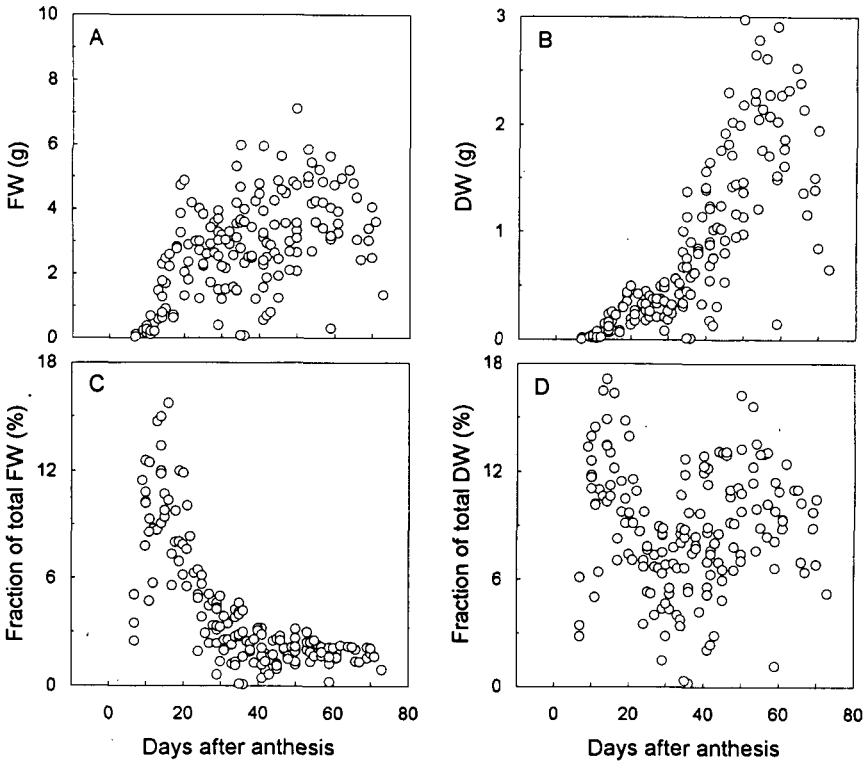 A
B
10
8
6
4
2
0
FW (g)
3
2
1
0
DW (g)
C
D
18
12
6
0
Fraction of total FW (%)
18
12
6
0
Fraction of total DW (%)
0 20 40 60 80
0 20 40 60 80
Days after anthesis
Days after anthesis